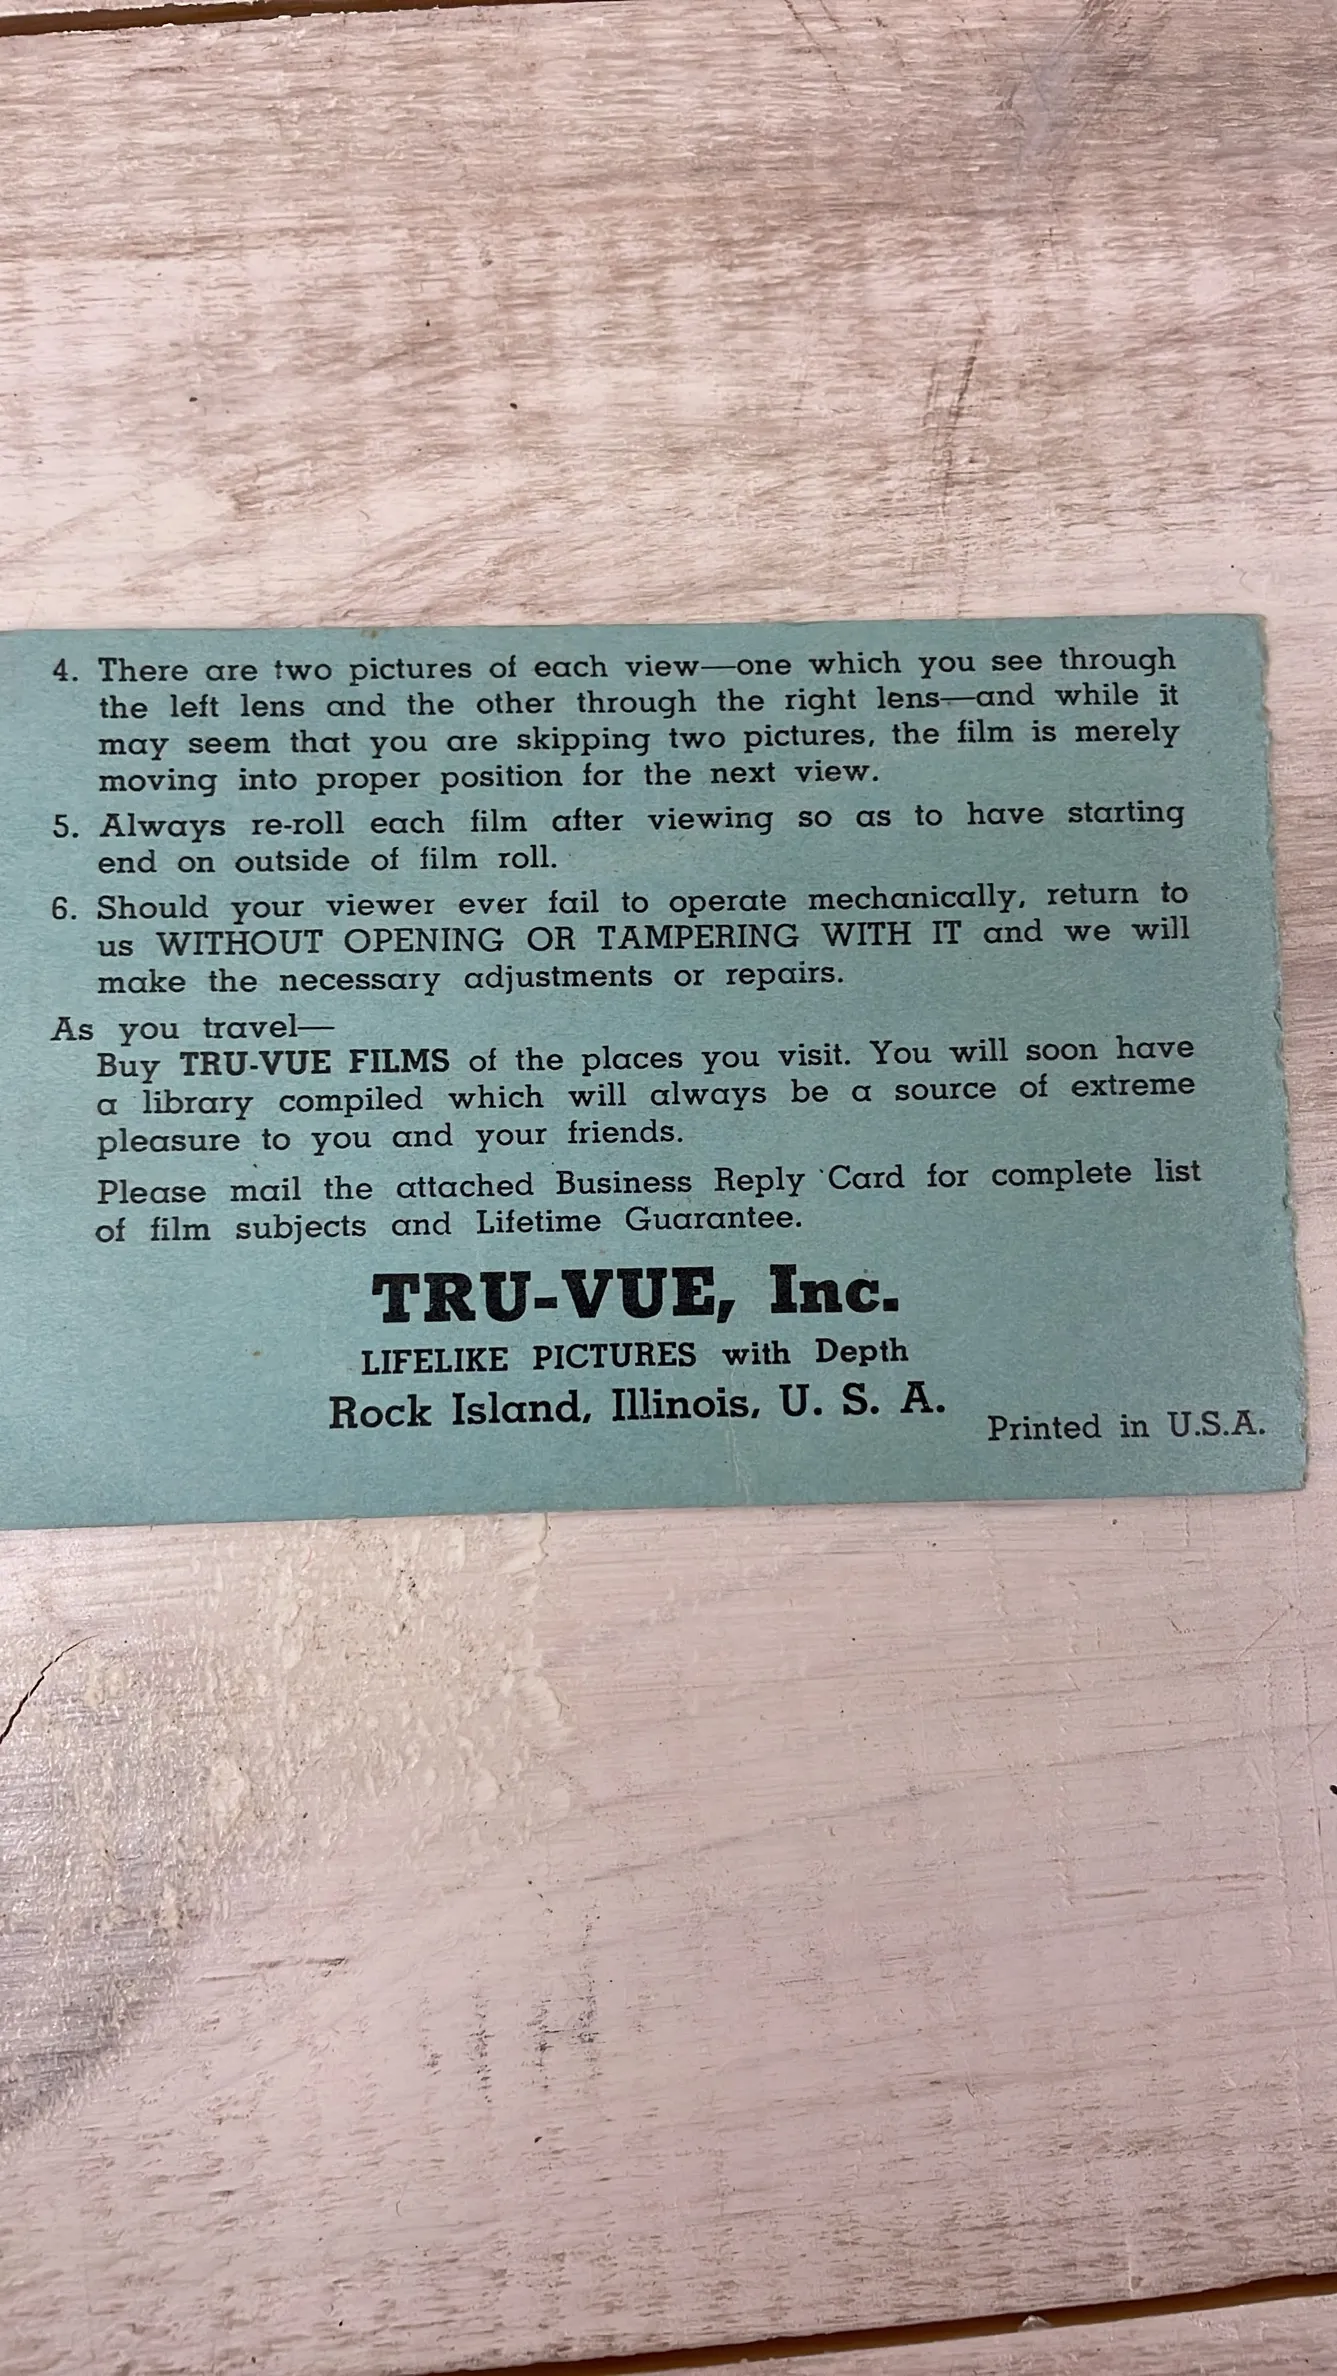 4. There are two pictures of each view—one which you see through
the left lens and the other through the right lens—and while it
may seem that you are skipping two pictures, the film is merely
moving into proper position for the next view.
5. Always re-roll each film after viewing so as to have starting
end on outside of film roll.
6. Should your viewer ever fail to operate mechanically, return to
us WITHOUT OPENING OR TAMPERING WITH IT and we will
make the necessary adjustments or repairs.
As you travel—
Buy TRU-VUE FILMS of the places you visit. You will soon have
a library compiled which will always be a source of extreme
pleasure to you and your friends.
Please mail the attached Business Reply Card for complete list
of film subjects and Lifetime Guarantee.
TRU-VUE, Inc.
LIFELIKE PICTURES with Depth
Rock Island, Illinois, U. S. A.
Printed in U.S.A.